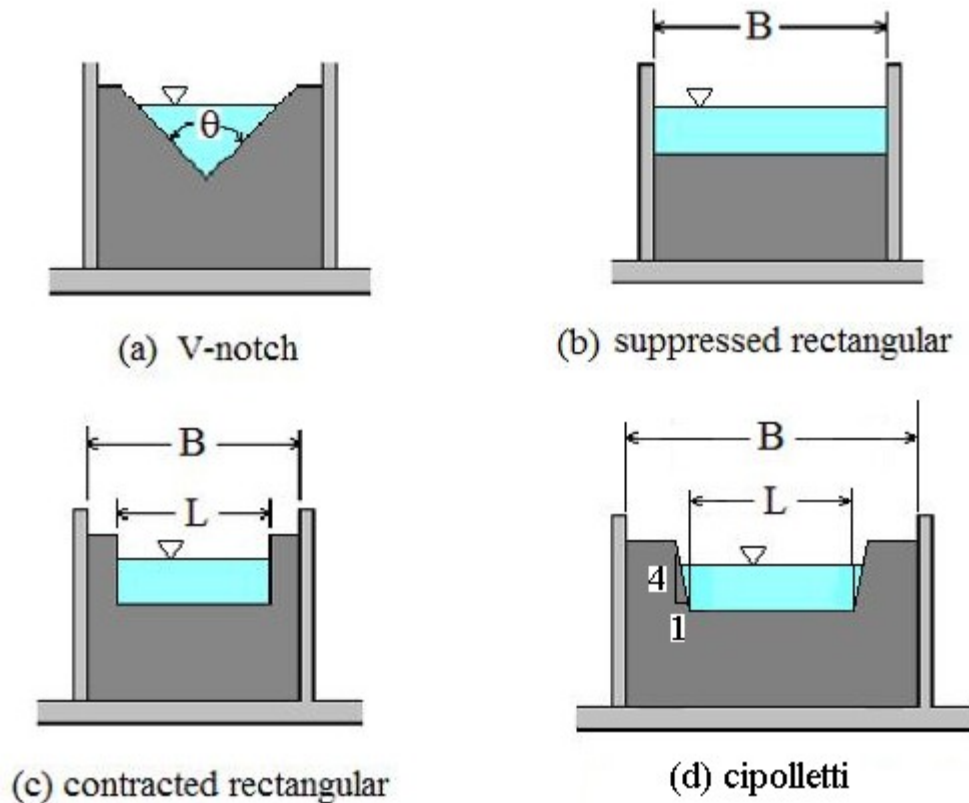 B
θ
(a) V-notch
(b) suppressed rectangular
B
L
(c) contracted rectangular
B
L
4
1
(d) cipolletti